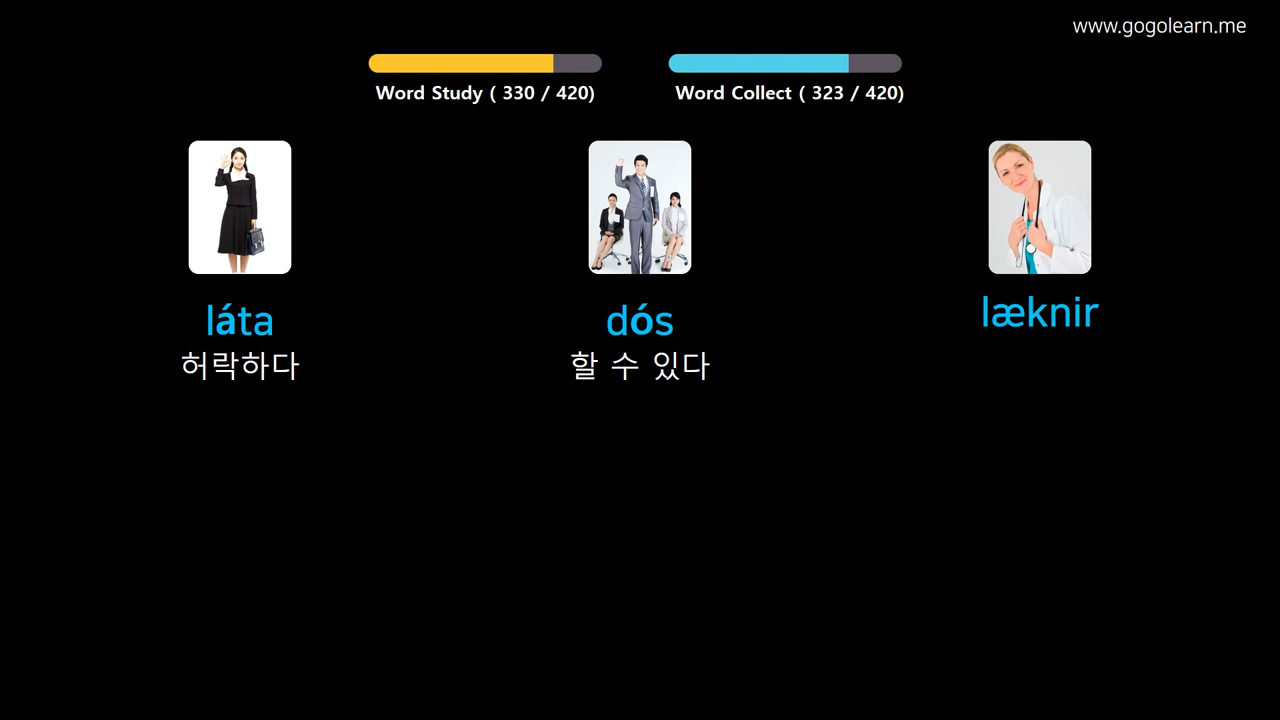 www.gogolearn.me
Word Study ( 330 / 420)
Word Collect ( 323 / 420)
láta
허락하다
dós
할 수 있다
læknir